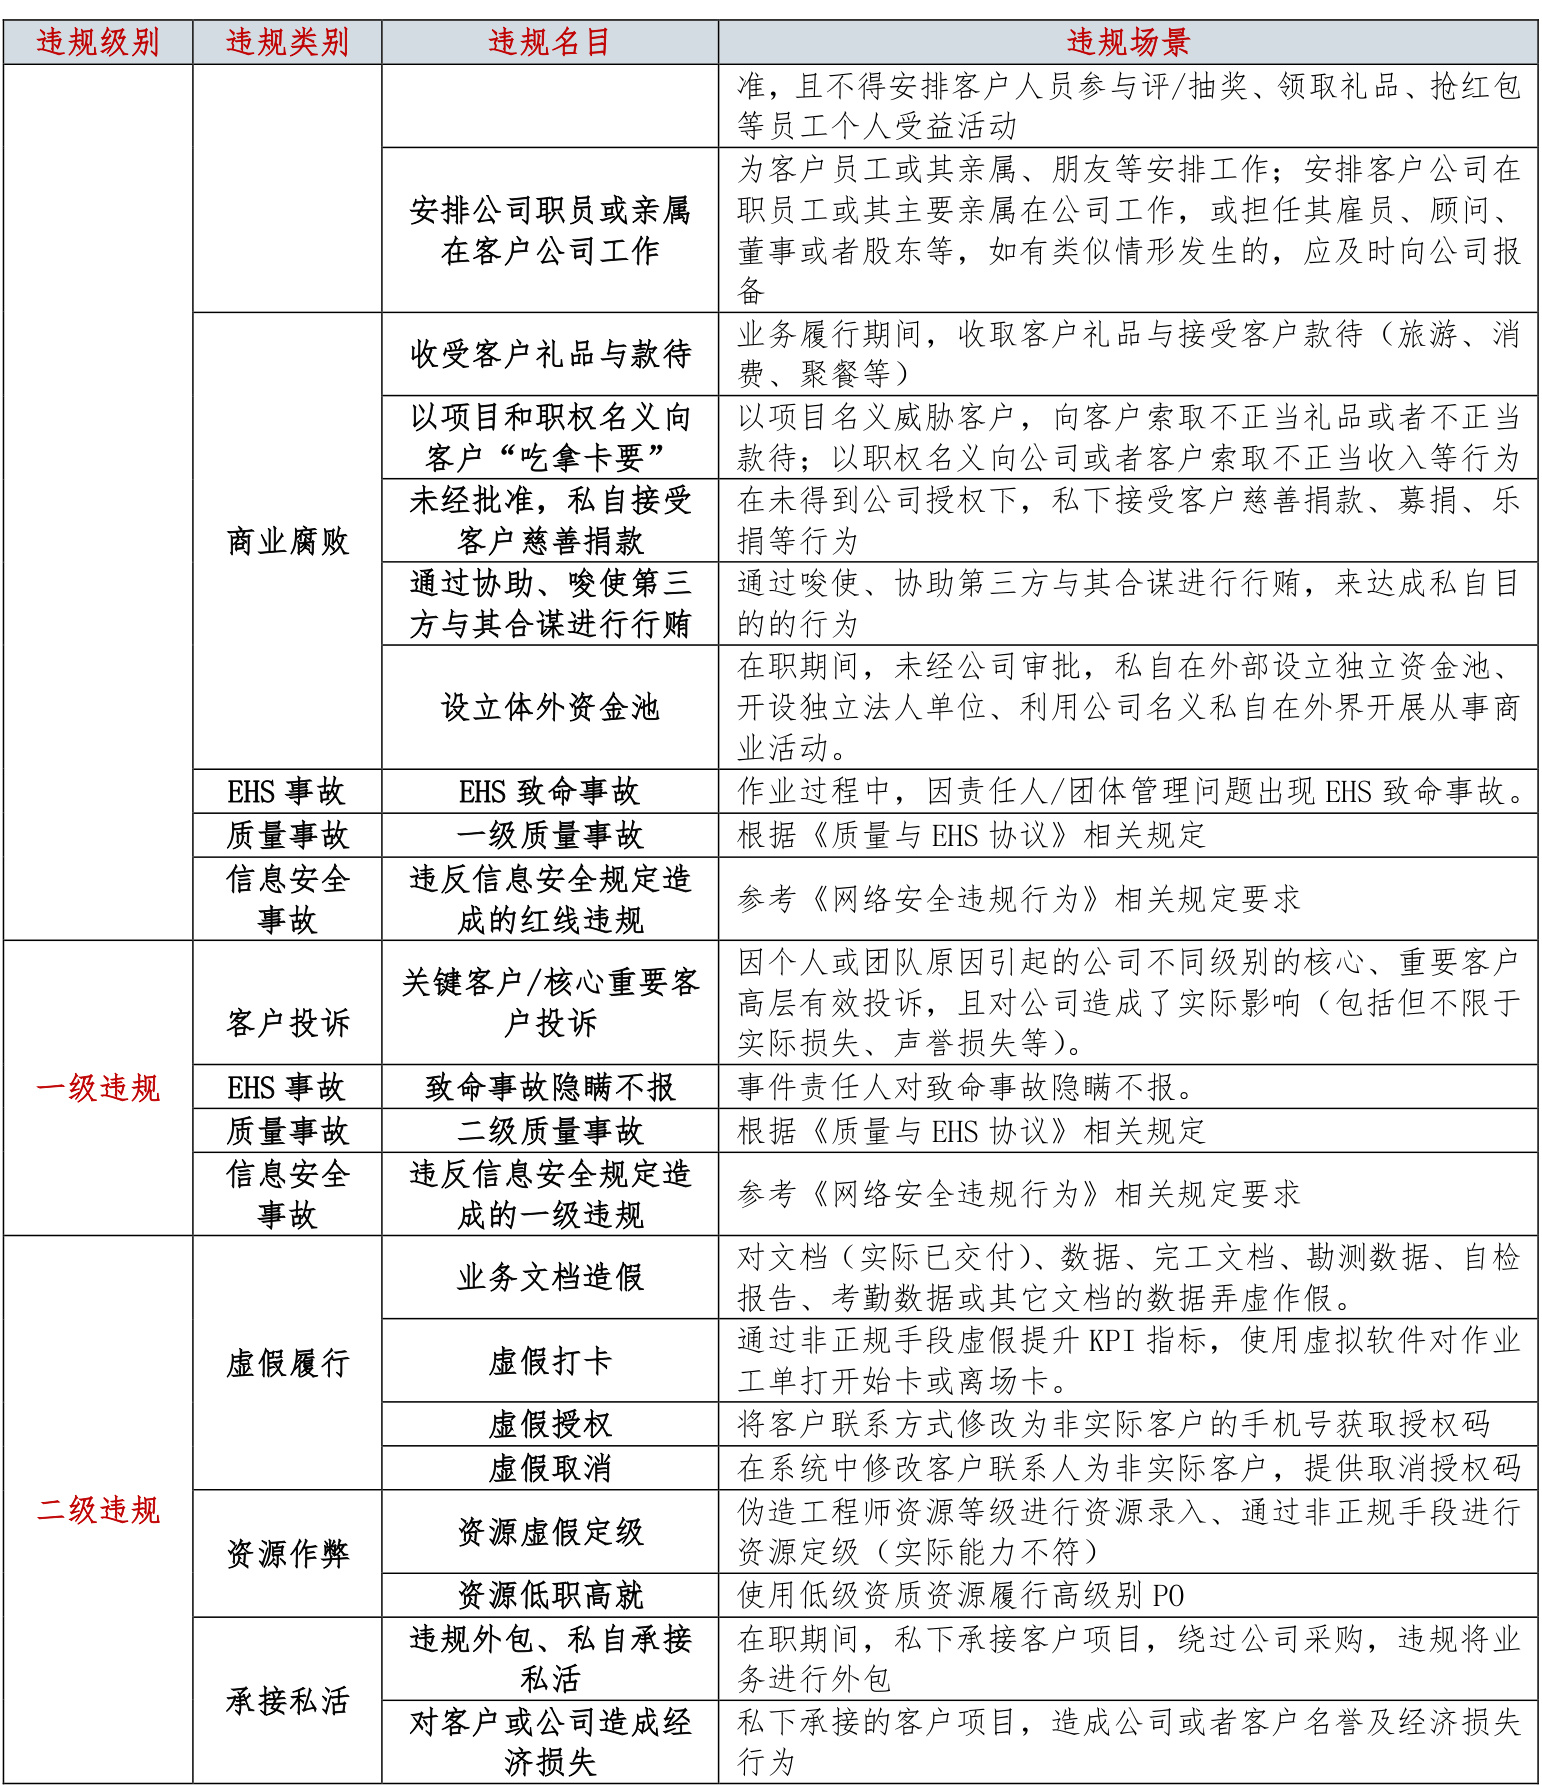 违规级别 违规类别 违规名目 违规场景
准，且不得安排客户人员参与评/抽奖、领取礼品、抢红包
等员工个人受益活动
安排公司职员或亲属
在客户公司工作
为客户员工或其亲属、朋友等安排工作；安排客户公司在
职员工或其主要亲属在公司工作，或担任其雇员、顾问、
董事或者股东等，如有类似情形发生的，应及时向公司报
备
商业腐败
收受客户礼品与款待
业务履行期间，收取客户礼品与接受客户款待（旅游、消
费、聚餐等）
以项目和职权名义向
客户“吃拿卡要”
以项目名义威胁客户，向客户索取不正当礼品或者不正当
款待；以职权名义向公司或者客户索取不正当收入等行为
未经批准，私自接受
客户慈善捐款
在未得到公司授权下，私下接受客户慈善捐款、募捐、乐
捐等行为
通过协助、唆使第三
方与其合谋进行行贿
通过唆使、协助第三方与其合谋进行行贿，来达成私自目
的的行为
设立体外资金池
在职期间，未经公司审批，私自在外部设立独立资金池、
开设独立法人单位、利用公司名义私自在外界开展从事商
业活动。
EHS 事故 EHS 致命事故 作业过程中，因责任人/团体管理问题出现 EHS 致命事故。
质量事故 一级质量事故 根据《质量与 EHS 协议》相关规定
信息安全
事故
违反信息安全规定造
成的红线违规
参考《网络安全违规行为》相关规定要求
一级违规
客户投诉
关键客户/核心重要客
户投诉
因个人或团队原因引起的公司不同级别的核心、重要客户
高层有效投诉，且对公司造成了实际影响（包括但不限于
实际损失、声誉损失等）。
EHS 事故 致命事故隐瞒不报 事件责任人对致命事故隐瞒不报。
质量事故 二级质量事故 根据《质量与 EHS 协议》相关规定
信息安全
事故
违反信息安全规定造
成的一级违规
参考《网络安全违规行为》相关规定要求
二级违规
虚假履行
业务文档造假
对文档（实际已交付）、数据、完工文档、勘测数据、自检
报告、考勤数据或其它文档的数据弄虚作假。
虚假打卡
通过非正规手段虚假提升 KPI 指标，使用虚拟软件对作业
工单打开始卡或离场卡。
虚假授权 将客户联系方式修改为非实际客户的手机号获取授权码
虚假取消 在系统中修改客户联系人为非实际客户，提供取消授权码
资源作弊
资源虚假定级
伪造工程师资源等级进行资源录入、通过非正规手段进行
资源定级（实际能力不符）
资源低职高就 使用低级资质资源履行高级别 PO
承接私活
违规外包、私自承接
私活
在职期间，私下承接客户项目，绕过公司采购，违规将业
务进行外包
对客户或公司造成经
济损失
私下承接的客户项目，造成公司或者客户名誉及经济损失
行为